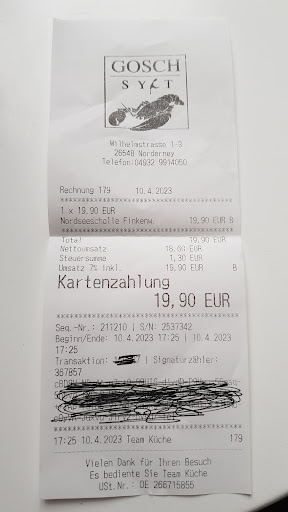 GOSCH
SYLT
Wilhelmstrasse 1-3
26548 Norderney
Telefon:04932 9914050
Rechnung 179 10.4.2023
1 x 19,90 EUR
Nordseescholle Finkenw. 19,90 EUR B
Total 19,90 EUR
Nettoumsatz 18,60 EUR
Steuersumme 1,30 EUR
Umsatz 7% inkl. 19,90 EUR B
Kartenzahlung
19,90 EUR
Seq.-Nr.: 211210 | S/N: 2537342
Beginn/Ende: 10.4.2023 17:25 | 10.4.2023
17:25
Transaktion: | Signaturzähler:
367857
17:25 10.4.2023 Team Küche 179
Vielen Dank für Ihren Besuch
Es bediente Sie Team Küche
USt.Nr.: DE 266715855